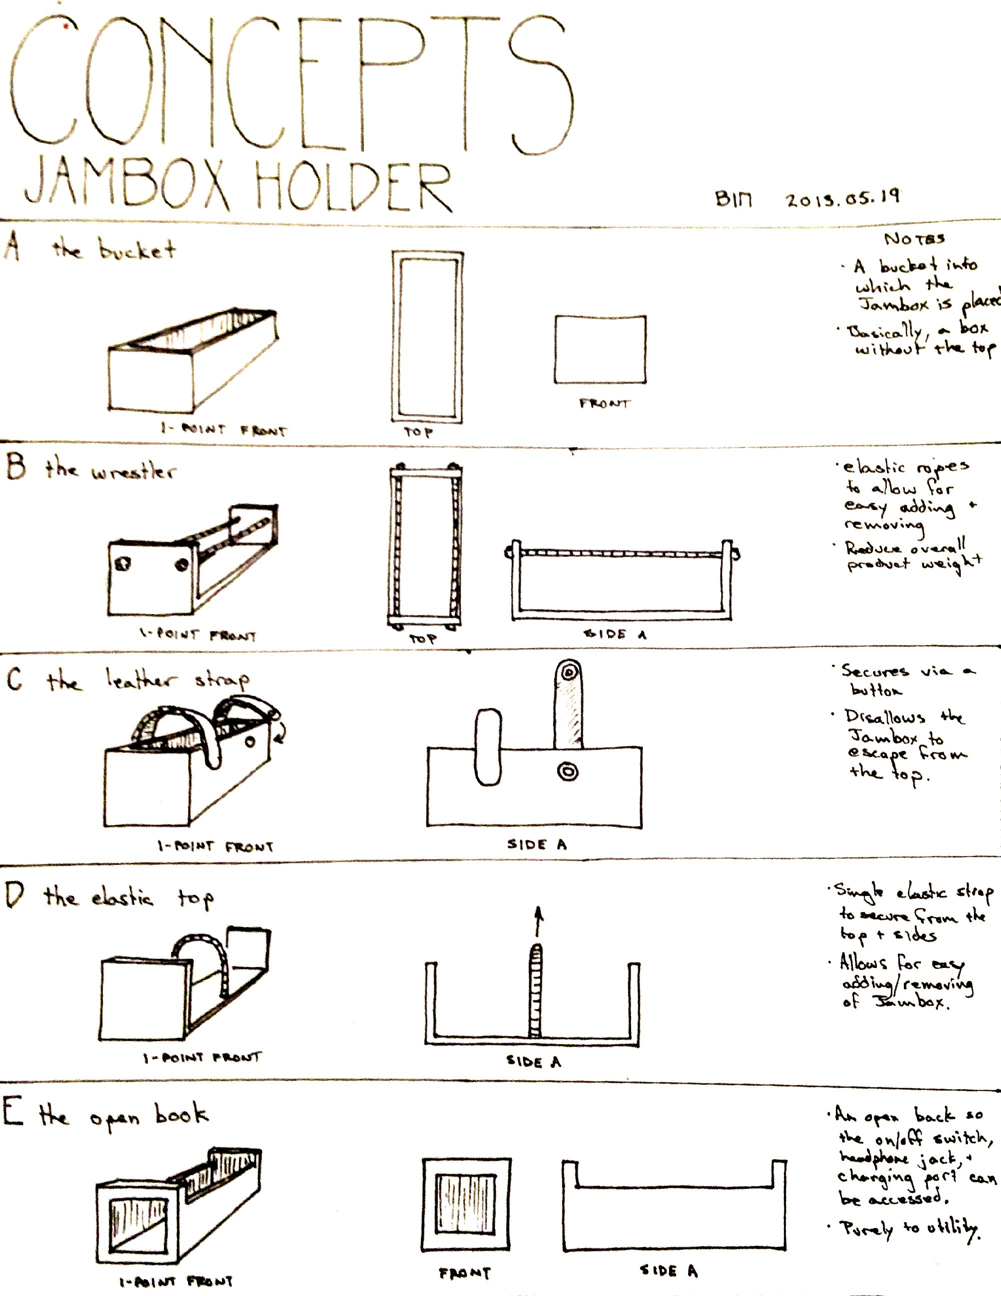 CONCEPTS
JAMBOX HOLDER
BIN 2013.05.19
A the bucket
1-POINT FRONT
TOP
FRONT
NOTES
· A bucket into
which the
Jambox is placed
· Basically, a box
without the top
B the wrestler
1-POINT FRONT
TOP
SIDE A
· elastic ropes
to allow for
easy adding +
removing
· Reduce overall
product weight
C the leather strap
1-POINT FRONT
SIDE A
· Secures via a
button
· Disallows the
Jambox to
escape from
the top.
D the elastic top
1-POINT FRONT
SIDE A
· Single elastic strap
to secure from the
top + sides
· Allows for easy
adding/removing
of Jambox.
E the open book
1-POINT FRONT
FRONT
SIDE A
· An open back so
the on/off switch,
headphone jack, +
charging port can
be accessed.
· Purely to utility.